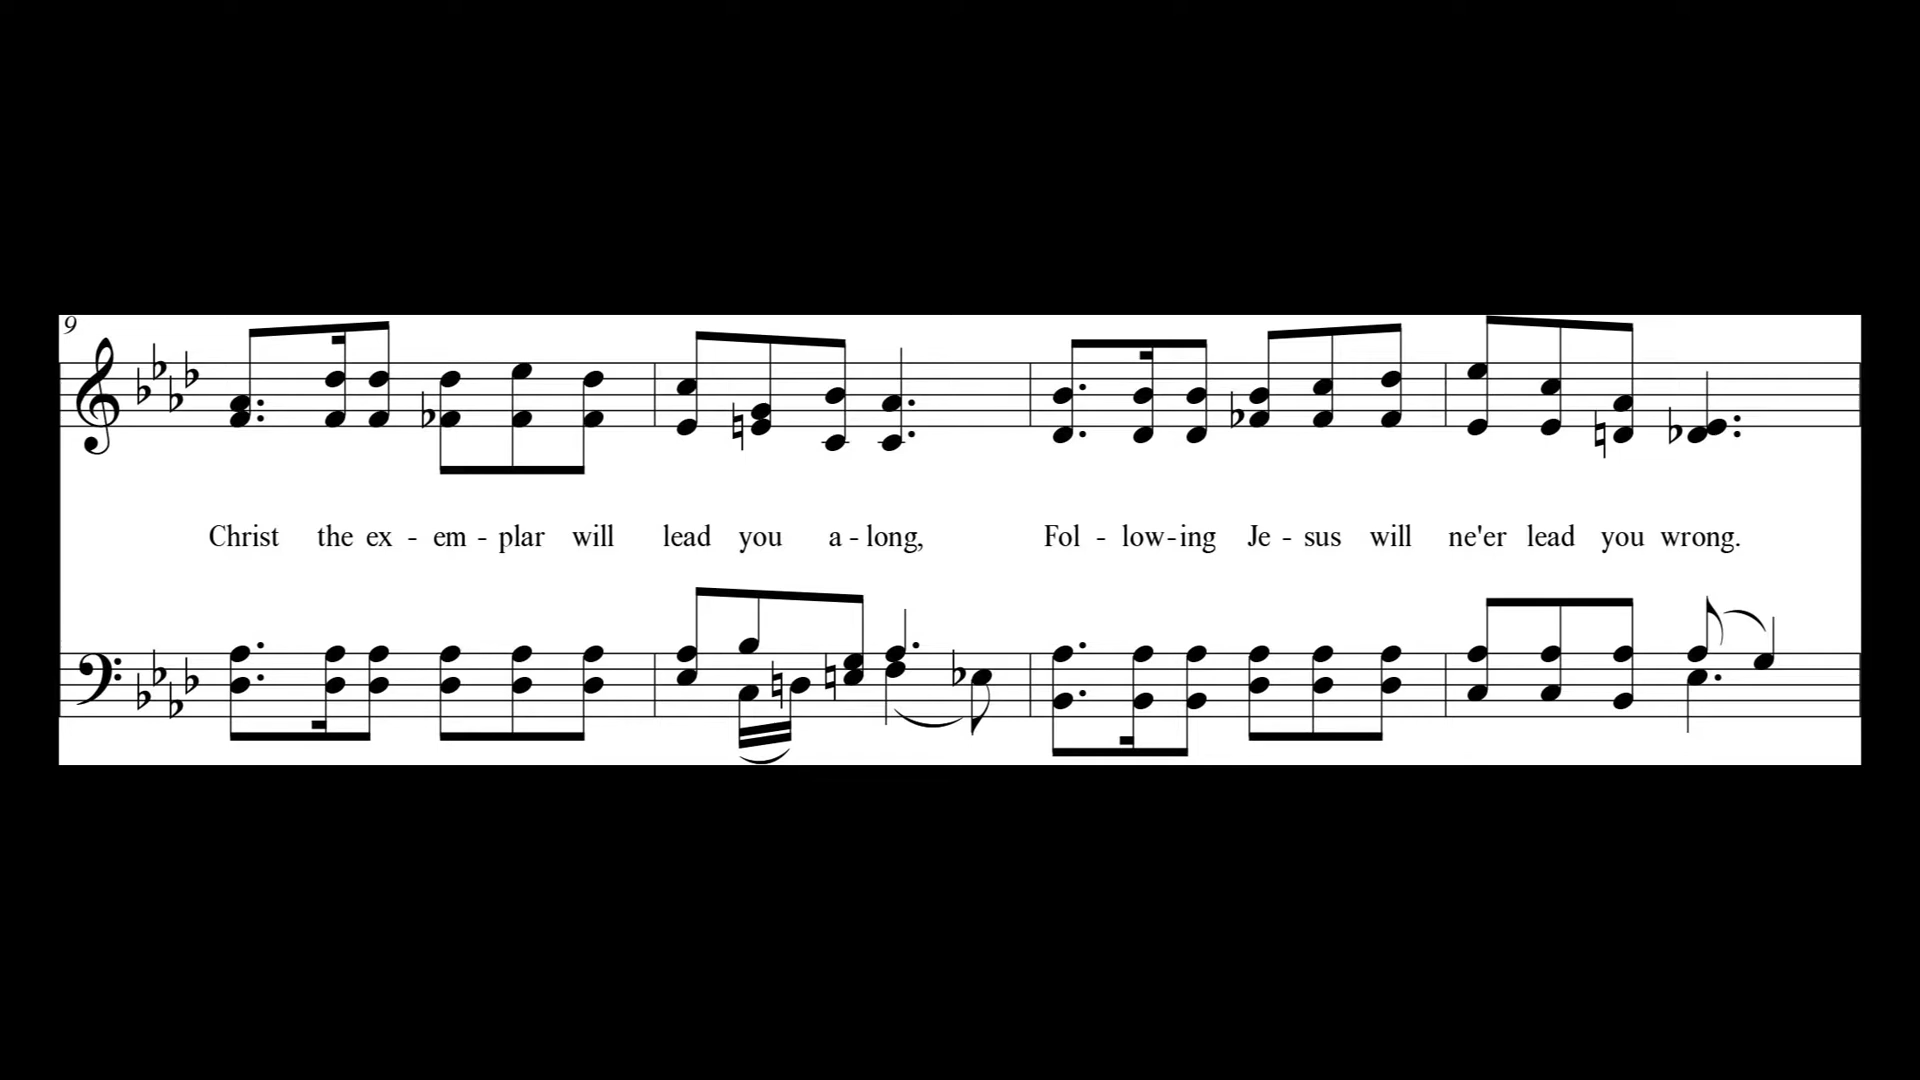 9
Christ the ex - em - plar will lead you a - long, Fol - low-ing Je - sus will ne'er lead you wrong.